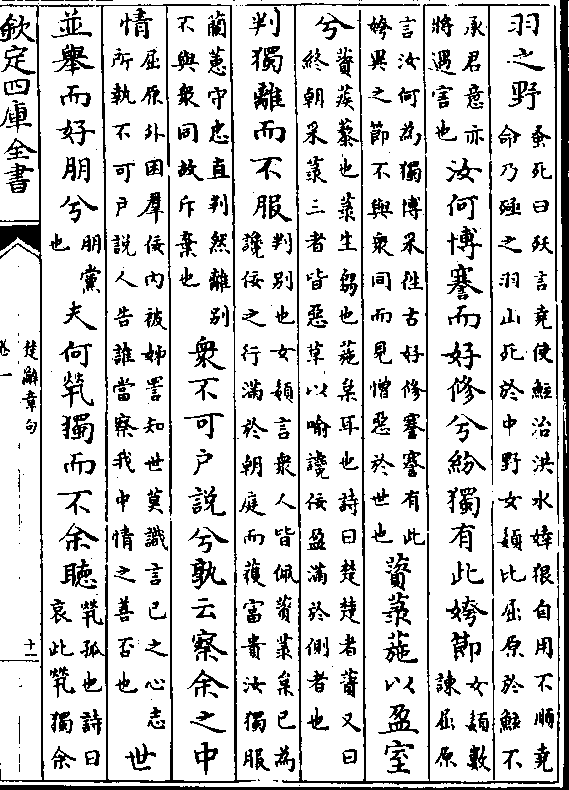 羽之野蚤死曰殀言堯使鯀治洪水婞狠自用不順堯命乃殛之羽山死於中野女嬃比屈原於鯀不
承君意亦將遇害也汝何博謇而好修兮紛獨有此姱節女嬃數諫屈原
言汝何為獨博采徃古好修謇謇有此姱異之節不與衆同而見憎惡於世也薋菉葹以盈室
兮薋蒺藜也菉生芻也葹枲耳也詩曰楚楚者薋又曰終朝采菉三者皆惡草以喻讒佞盈滿於側者也
判獨離而不服判别也女嬃言衆人皆佩薋菉枲已為讒佞之行滿於朝庭而獲富貴汝獨服
蘭蕙守忠直判然離别不與衆同故斥棄也衆不可户説兮孰云察余之中
情屈原外困羣佞内被姊詈知世莫識言已之心志所執不可户説人告誰當察我中情之善否也世
並舉而好朋兮朋黨也夫何煢獨而不余聽煢孤也詩曰哀此煢獨余
欽定四庫全書
楚辭章句
卷一
十一